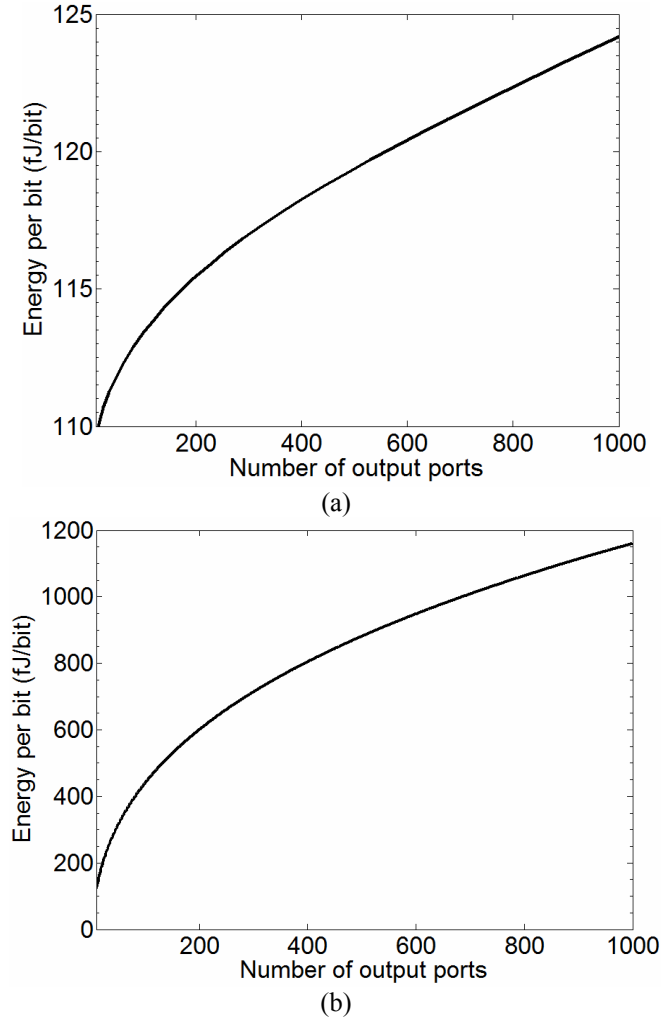 125
120
115
110
Energy per bit (fJ/bit)
200 400 600 800 1000
Number of output ports
(a)
1200
1000
800
600
400
200
0
Energy per bit (fJ/bit)
200 400 600 800 1000
Number of output ports
(b)